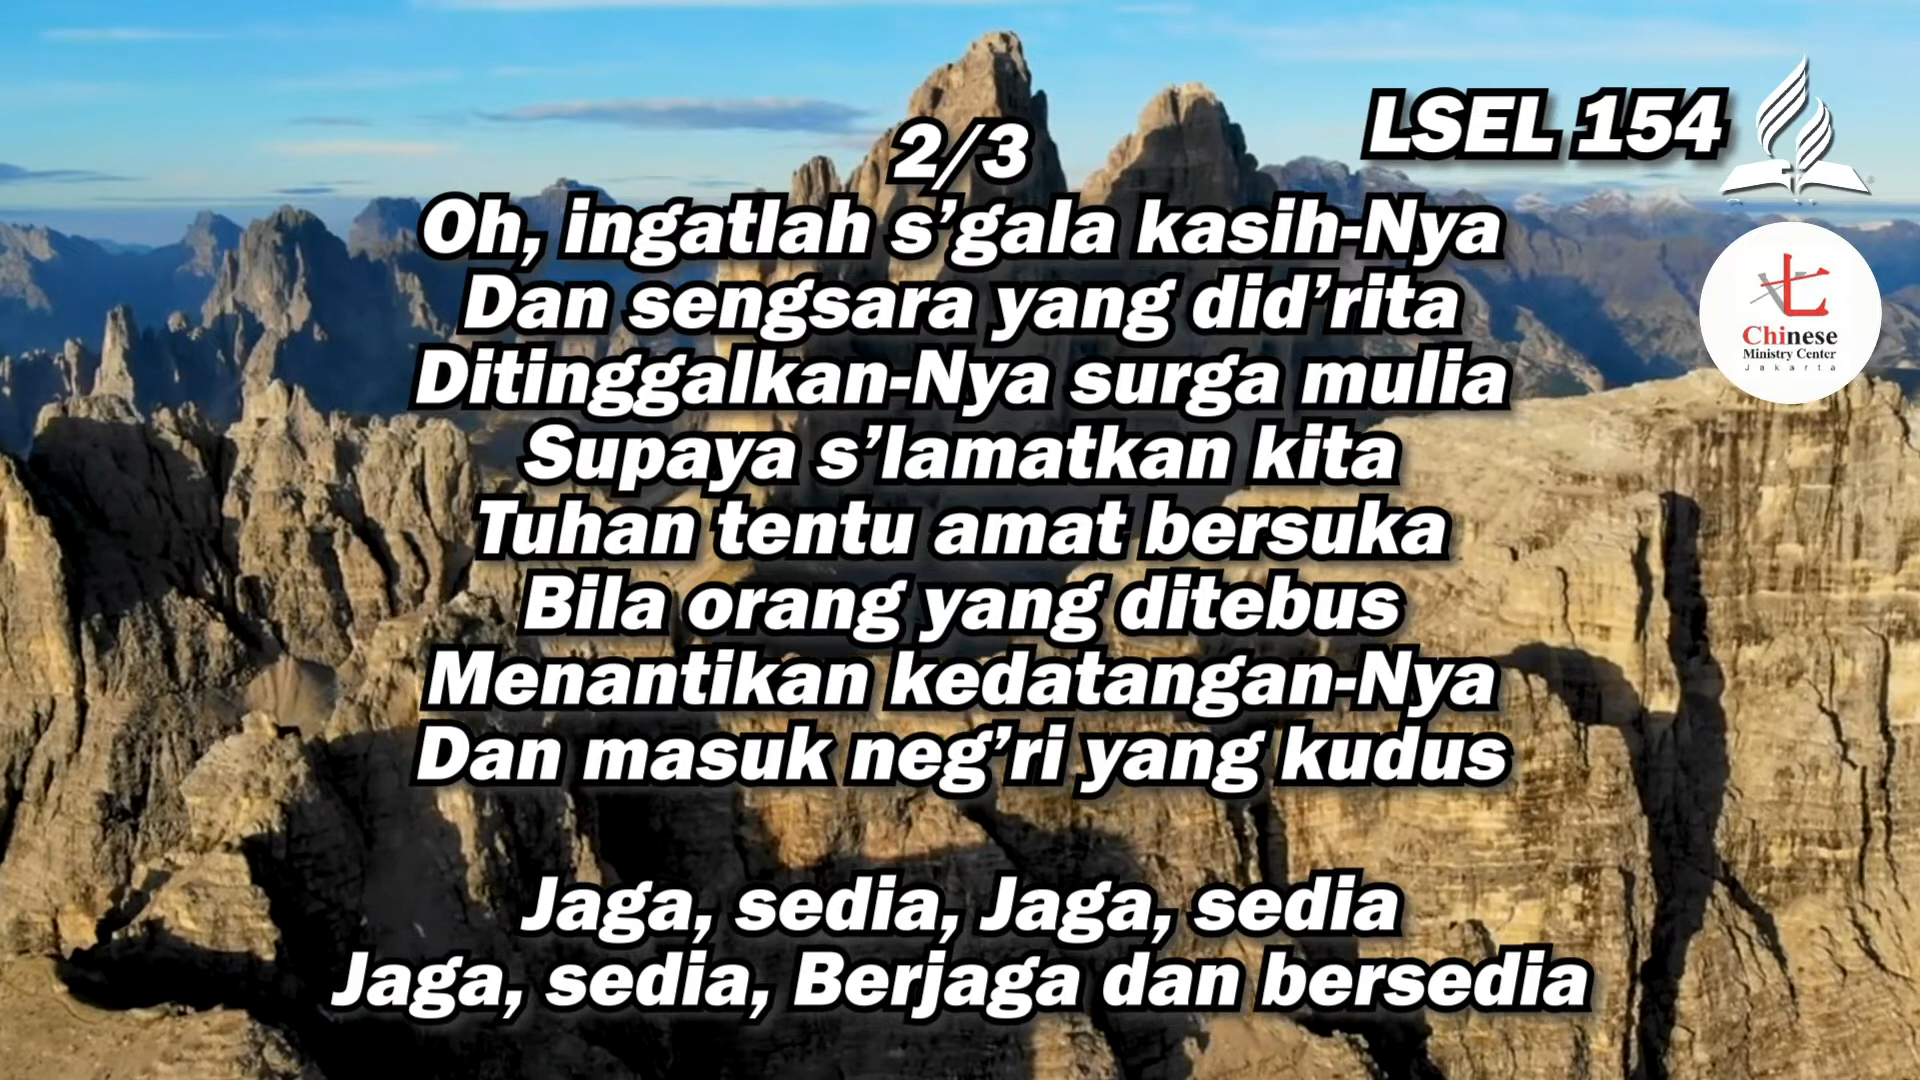 LSEL 154
2/3
Oh, ingatlah s’gala kasih-Nya
Dan sengsara yang did’rita
Ditinggalkan-Nya surga mulia
Supaya s’lamatkan kita
Tuhan tentu amat bersuka
Bila orang yang ditebus
Menantikan kedatangan-Nya
Dan masuk neg’ri yang kudus
Jaga, sedia, Jaga, sedia
Jaga, sedia, Berjaga dan bersedia
七
Chinese
Ministry Center
Jakarta